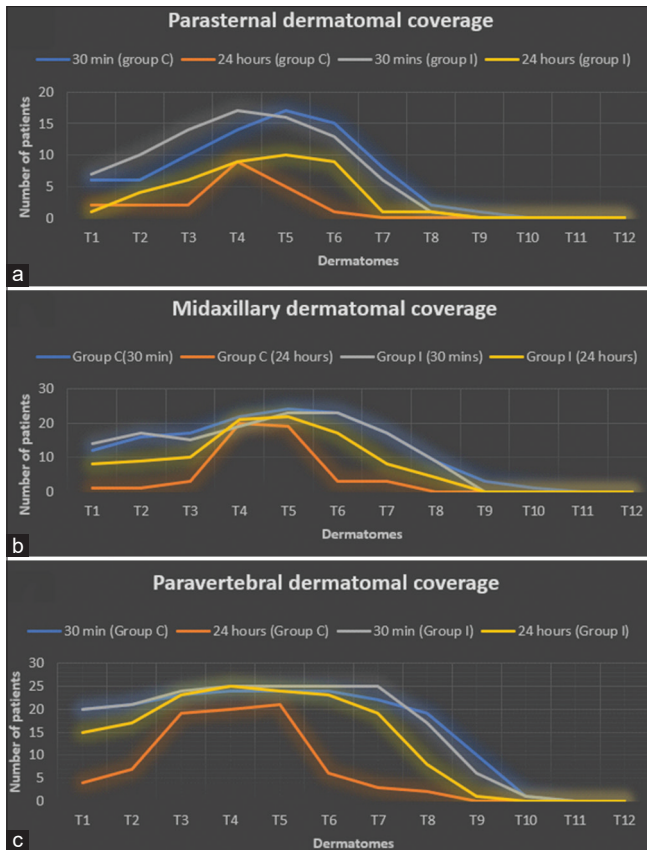 Parasternal dermatomal coverage
30 min (group C) 24 hours (group C) 30 mins (group I) 24 hours (group I)
Number of patients
20
15
10
5
0
T1 T2 T3 T4 T5 T6 T7 T8 T9 T10 T11 T12
Dermatomes
a
Midaxillary dermatomal coverage
Group C(30 min) Group C (24 hours) Group I (30 mins) Group I (24 hours)
Number of patients
30
20
10
0
T1 T2 T3 T4 T5 T6 T7 T8 T9 T10 T11 T12
b
Paravertebral dermatomal coverage
30 min (Group C) 24 hours (Group C) 30 min (Group I) 24 hours (Group I)
Number of patients
30
25
20
15
10
5
0
T1 T2 T3 T4 T5 T6 T7 T8 T9 T10 T11 T12
Dermatomes
c